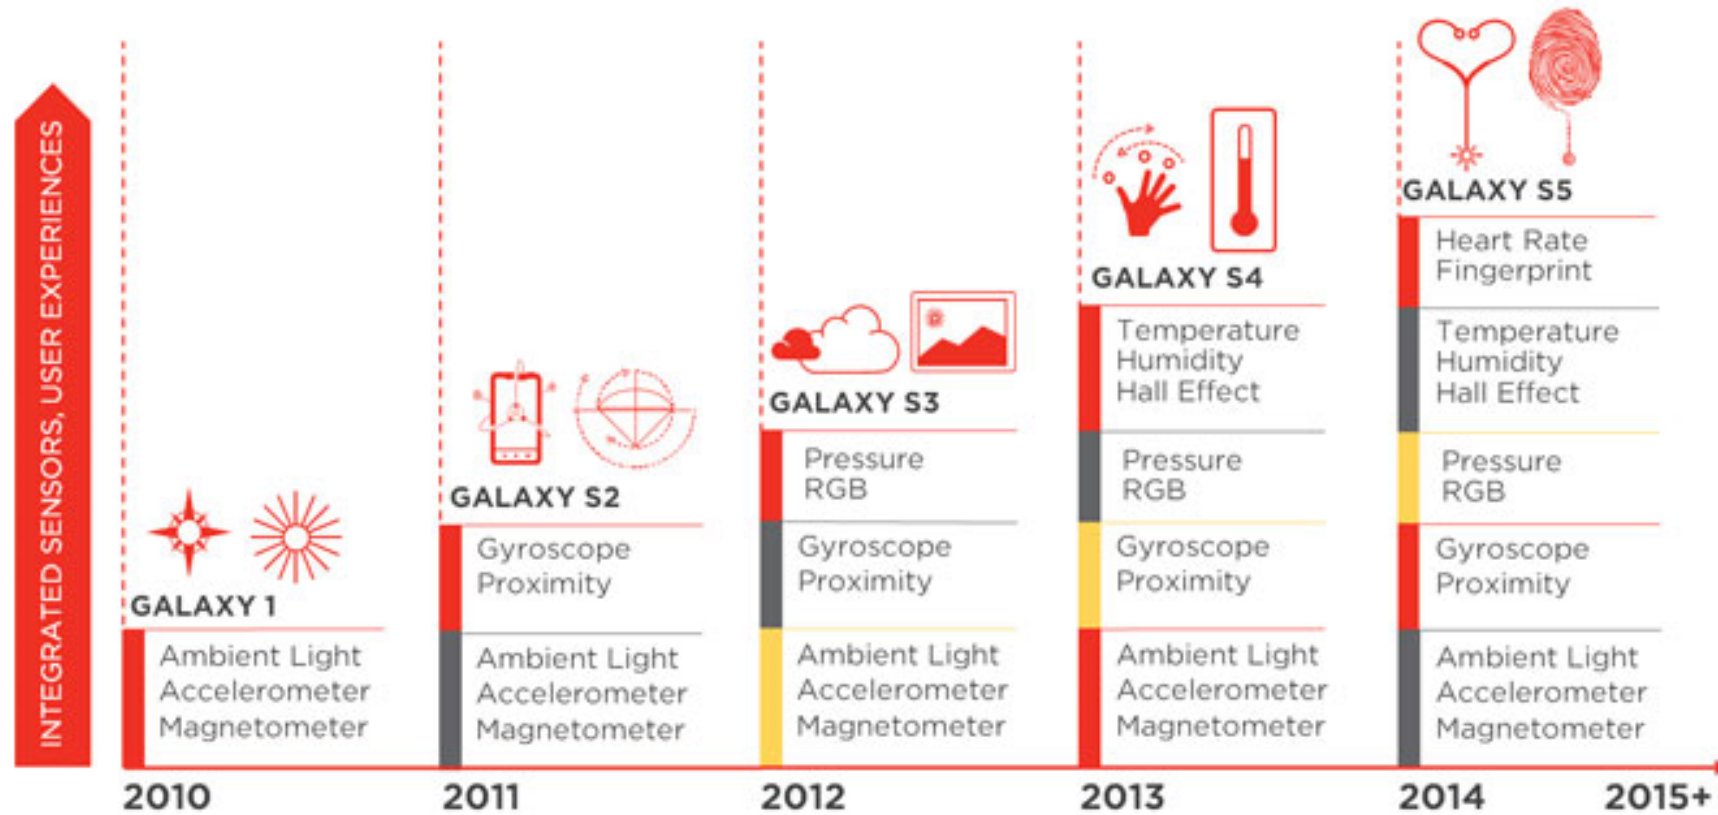 INTEGRATED SENSORS, USER EXPERIENCES
GALAXY 1
Ambient Light
Accelerometer
Magnetometer
2010
GALAXY S2
Gyroscope
Proximity
Ambient Light
Accelerometer
Magnetometer
2011
GALAXY S3
Pressure
RGB
Gyroscope
Proximity
Ambient Light
Accelerometer
Magnetometer
2012
GALAXY S4
Temperature
Humidity
Hall Effect
Pressure
RGB
Gyroscope
Proximity
Ambient Light
Accelerometer
Magnetometer
2013
GALAXY S5
Heart Rate
Fingerprint
Temperature
Humidity
Hall Effect
Pressure
RGB
Gyroscope
Proximity
Ambient Light
Accelerometer
Magnetometer
2014
2015+